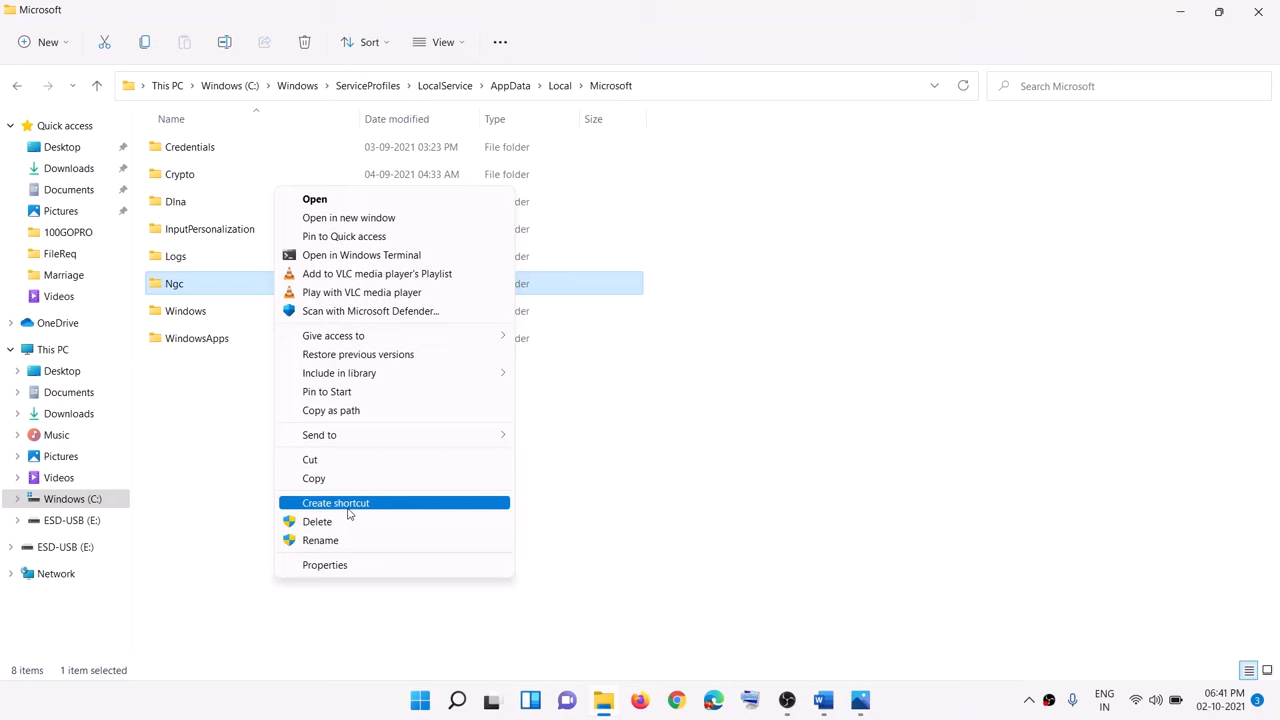 Microsoft
New
Sort
View
This PC
Windows (C:)
Windows
ServiceProfiles
LocalService
AppData
Local
Microsoft
Search Microsoft
Name
Date modified
Type
Size
Quick access
Desktop
Downloads
Documents
Pictures
100GOPRO
FileReq
Marriage
Videos
OneDrive
This PC
Desktop
Documents
Downloads
Music
Pictures
Videos
Windows (C:)
ESD-USB (E:)
ESD-USB (E:)
Network
Credentials 03-09-2021 03:23 PM File folder
Crypto 04-09-2021 04:33 AM File folder
Dlna der
InputPersonalization der
Logs der
Ngc der
Windows der
WindowsApps der
Open
Open in new window
Pin to Quick access
Open in Windows Terminal
Add to VLC media player's Playlist
Play with VLC media player
Scan with Microsoft Defender...
Give access to
Restore previous versions
Include in library
Pin to Start
Copy as path
Send to
Cut
Copy
Create shortcut
Delete
Rename
Properties
8 items
1 item selected
ENG
IN
06:41 PM
02-10-2021
3